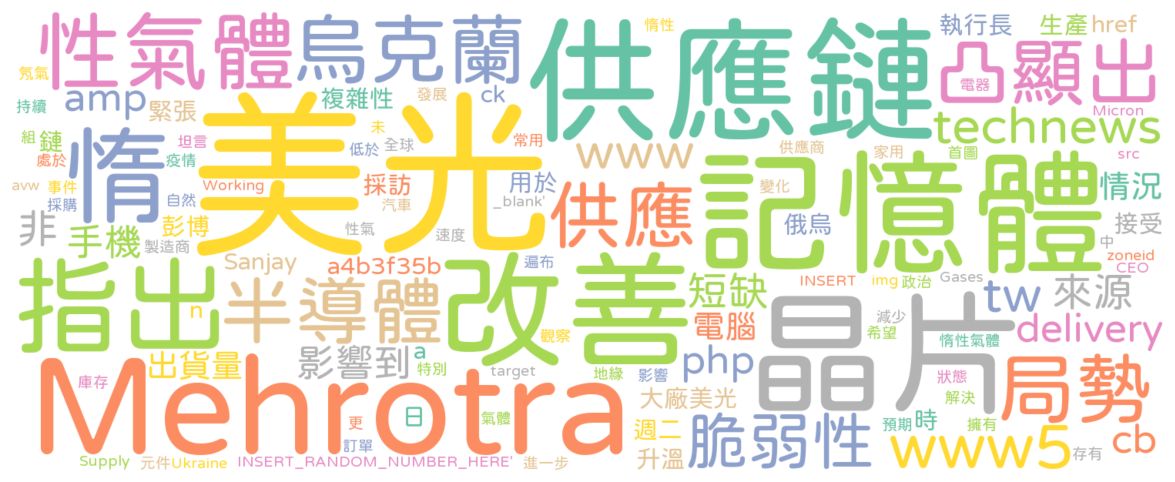 性氣體
烏克蘭
供應鏈
惰性
執行長
生產
href
凸顯出
電器
氖氣
持續
amp
緊張
複雜性
發展
ck
Micron
technews
組
鏈
坦言
惰
美光
未
低於
全球
常用
www
供應商
家用
首圖
src
處於
疫情
記憶體
avw
事件
Working
採訪
用於
_blank'
供應
變化
情況
採購
自然
汽車
俄烏
接受
非
手機
彭博
製造商
性氣
速度
中
zoneid
CEO
指出
Sanjay
a4b3f35b
改善
遍布
短缺
INSERT
img
政治
Gases
tw
來源
n
半導體
晶片
電腦
減少
希望
惰性氣體
delivery
觀察
出貨量
影響到
a
特別
target
地緣
影響
php
狀態
局勢
庫存
Mehrotra
日
氣體
大廠美光
解決
更
週二
脆弱性
預期
時
擁有
www5
cb
訂單
存有
Supply
元件
Ukraine
INSERT_RANDOM_NUMBER_HERE'
進一步
升溫